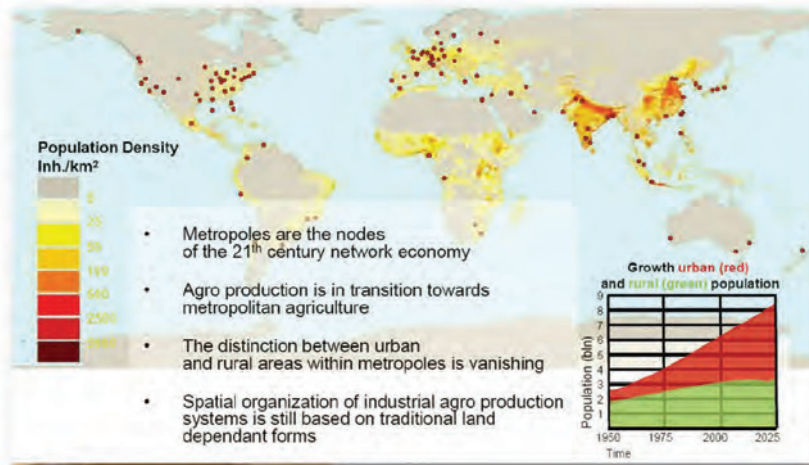 Population Density
Inh./km²
• Metropoles are the nodes
of the 21th century network economy
• Agro production is in transition towards
metropolitan agriculture
• The distinction between urban
and rural areas within metropoles is vanishing
• Spatial organization of industrial agro production
systems is still based on traditional land
dependant forms
Growth urban (red)
and rural (green) population
Population (bln)
9
8
7
6
5
4
3
2
1
1950
1975
2000
2025
Time